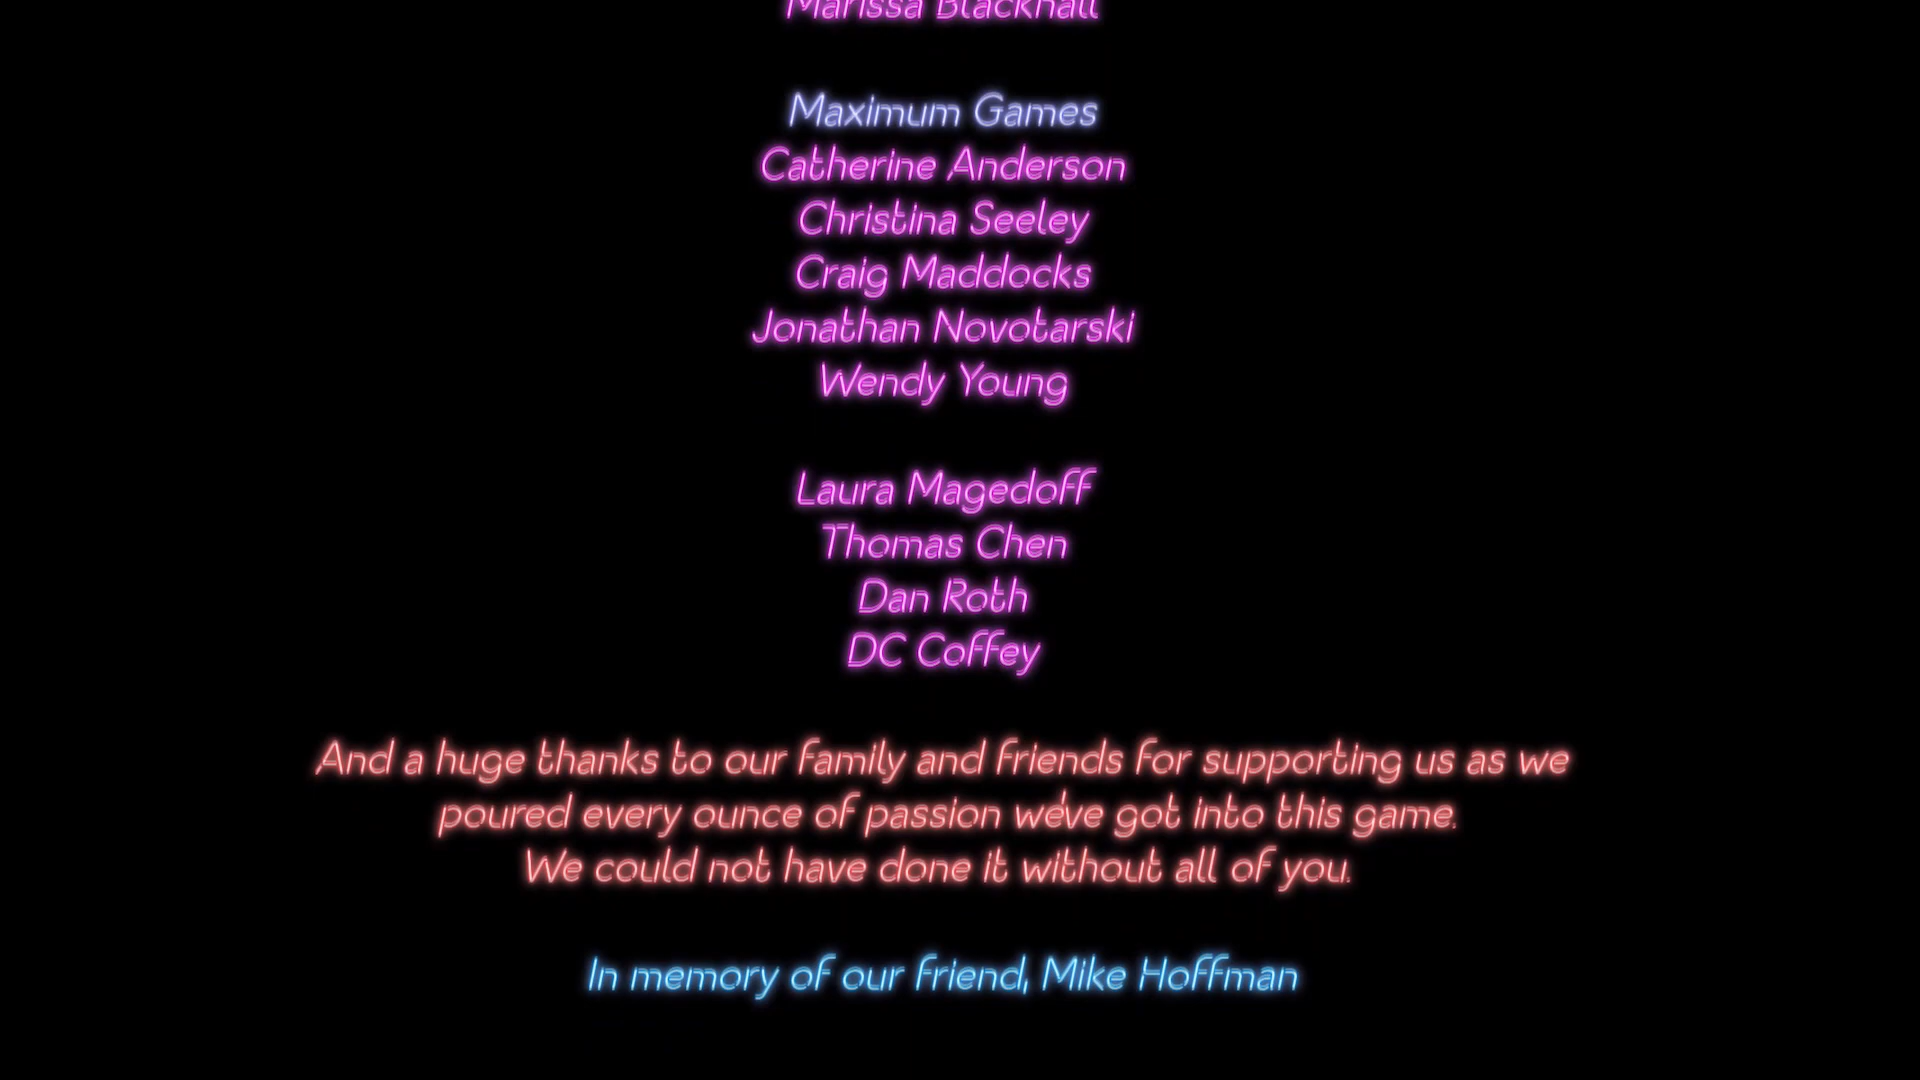 Marissa Blacknall
Maximum Games
Catherine Anderson
Christina Seeley
Craig Maddocks
Jonathan Novotarski
Wendy Young
Laura Magedoff
Thomas Chen
Dan Roth
DC Coffey
And a huge thanks to our family and friends for supporting us as we
poured every ounce of passion we've got into this game.
We could not have done it without all of you.
In memory of our friend, Mike Hoffman